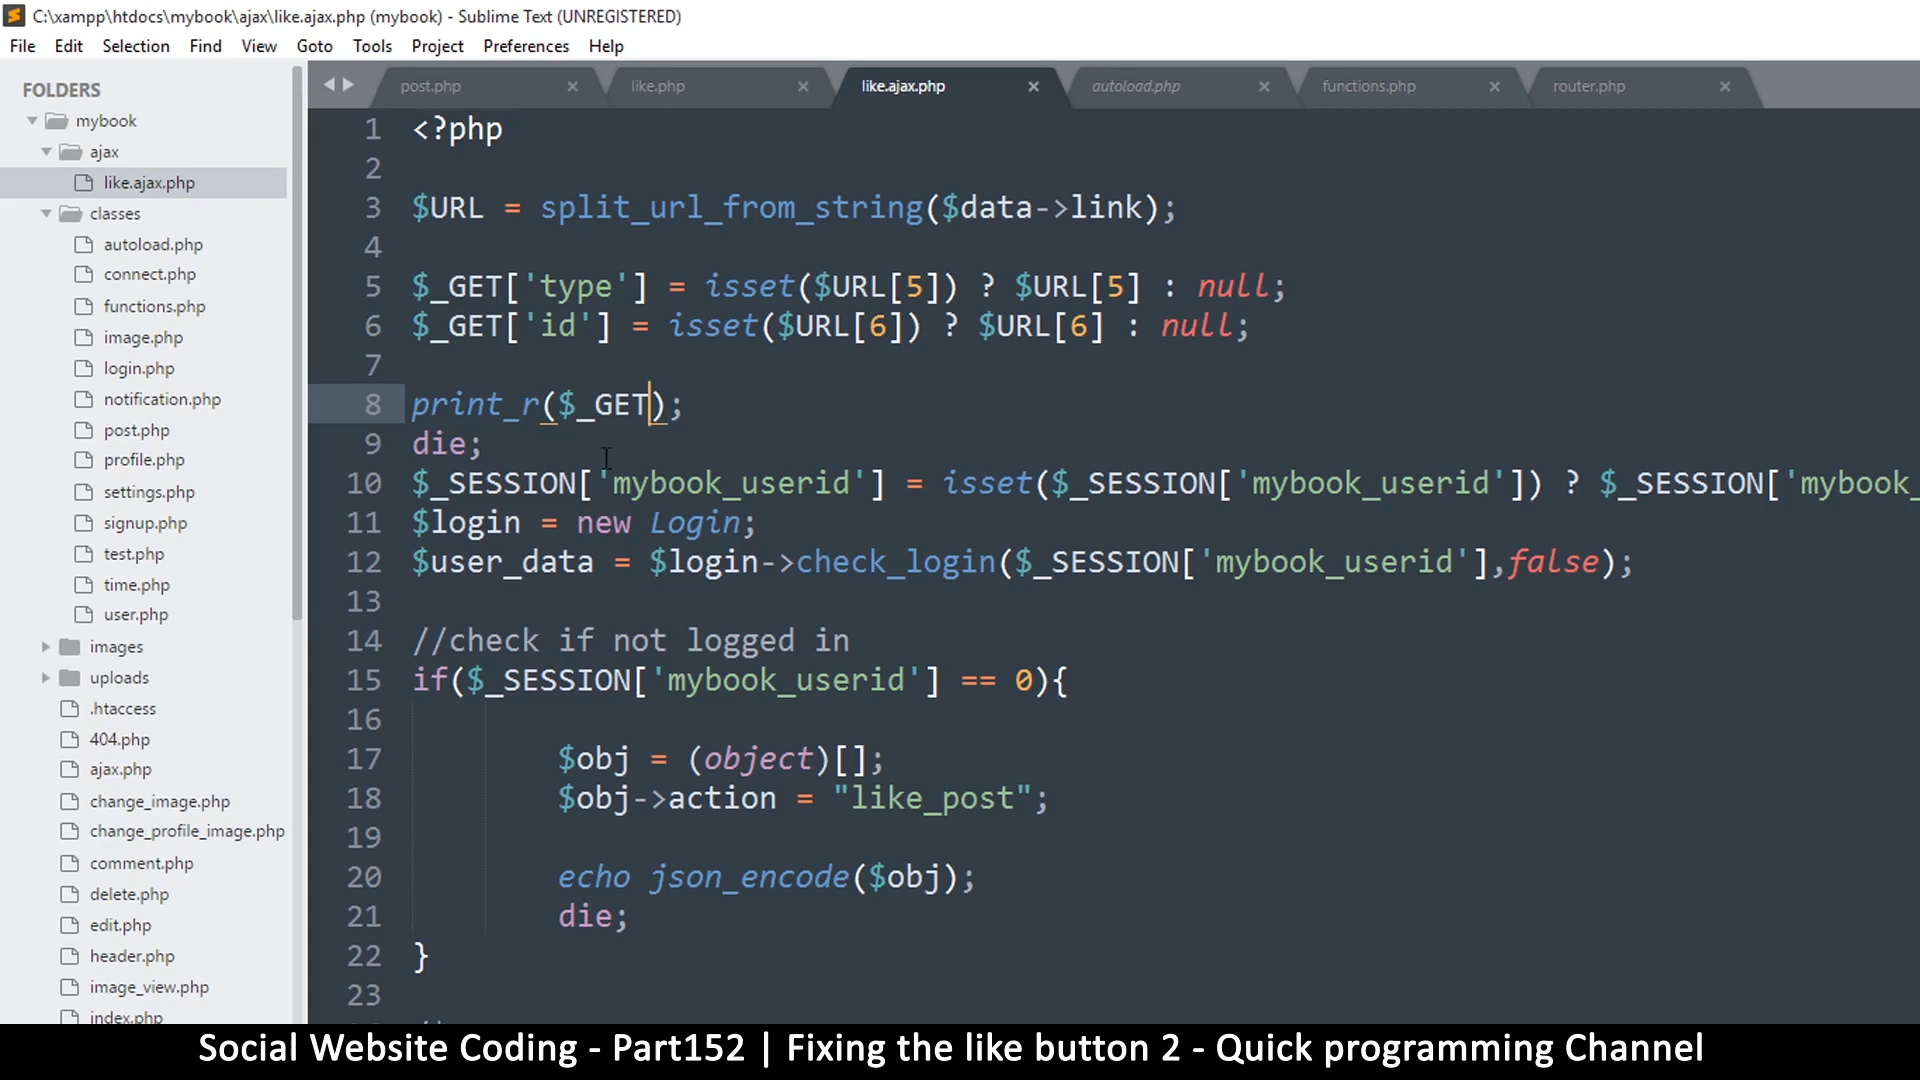 C:\xampp\htdocs\mybook\ajax\like.ajax.php (mybook) - Sublime Text (UNREGISTERED)
File Edit Selection Find View Goto Tools Project Preferences Help
FOLDERS
mybook
ajax
like.ajax.php
classes
autoload.php
connect.php
functions.php
image.php
login.php
notification.php
post.php
profile.php
settings.php
signup.php
test.php
time.php
user.php
images
uploads
.htaccess
404.php
ajax.php
change_image.php
change_profile_image.php
comment.php
delete.php
edit.php
header.php
image_view.php
index.php
post.php like.php like.ajax.php autoload.php functions.php router.php
1 <?php
2
3 $URL = split_url_from_string($data->link);
4
5 $_GET['type'] = isset($URL[5]) ? $URL[5] : null;
6 $_GET['id'] = isset($URL[6]) ? $URL[6] : null;
7
8 print_r($_GET);
9 die;
10 $_SESSION['mybook_userid'] = isset($_SESSION['mybook_userid']) ? $_SESSION['mybook_
11 $login = new Login;
12 $user_data = $login->check_login($_SESSION['mybook_userid'],false);
13
14 //check if not logged in
15 if($_SESSION['mybook_userid'] == 0){
16
17 $obj = (object)[];
18 $obj->action = "like_post";
19
20 echo json_encode($obj);
21 die;
22 }
23
Social Website Coding - Part152 | Fixing the like button 2 - Quick programming Channel